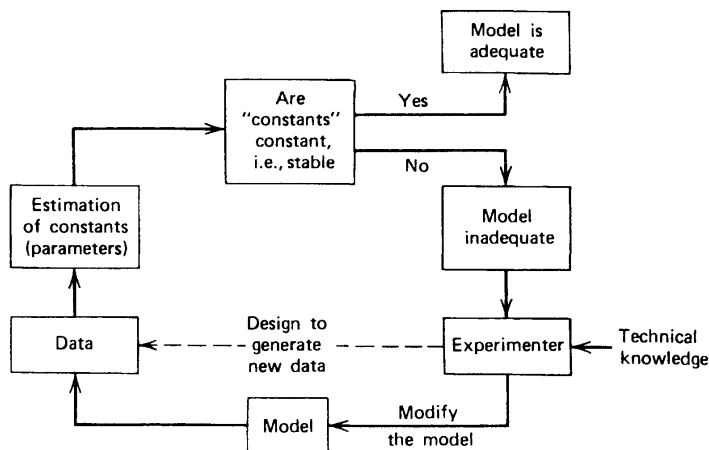 Model is
adequate
Are
"constants"
constant,
i.e., stable
Yes
No
Estimation
of constants
(parameters)
Model
inadequate
Data
Design to
generate
new data
Experimenter
Technical
knowledge
Model
Modify
the model